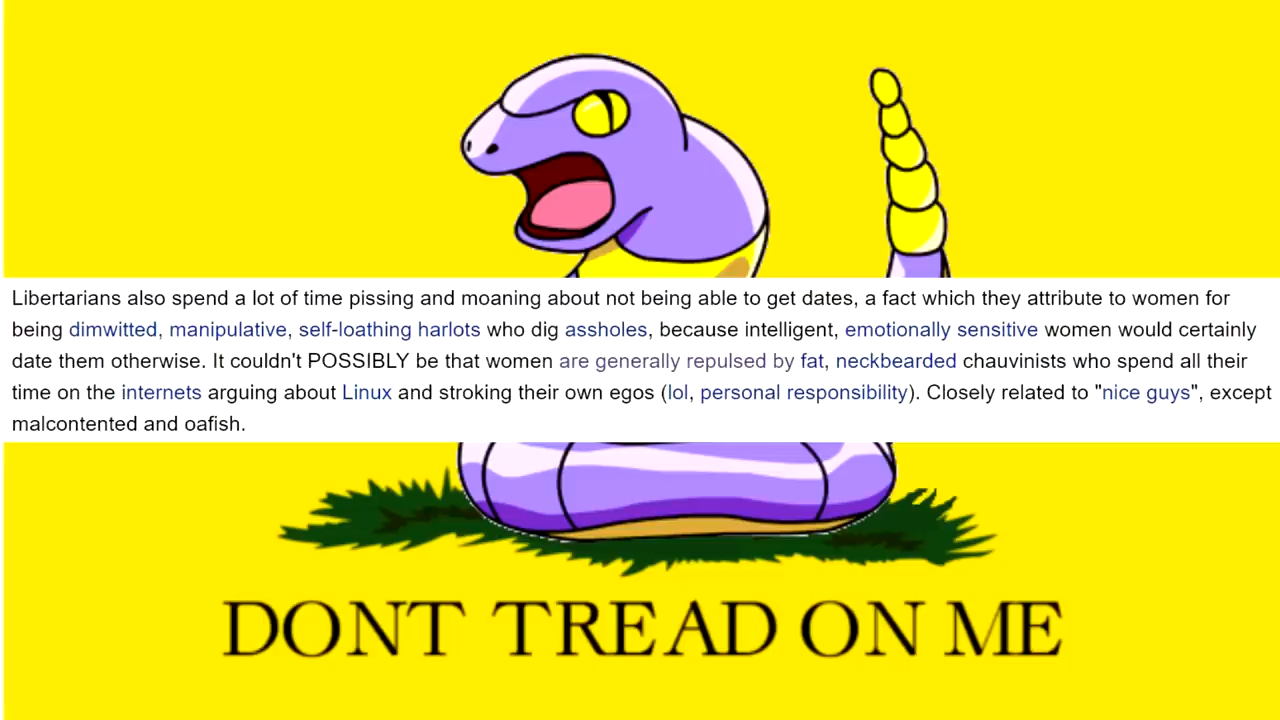 Libertarians also spend a lot of time pissing and moaning about not being able to get dates, a fact which they attribute to women for
being dimwitted, manipulative, self-loathing harlots who dig assholes, because intelligent, emotionally sensitive women would certainly
date them otherwise. It couldn't POSSIBLY be that women are generally repulsed by fat, neckbearded chauvinists who spend all their
time on the internets arguing about Linux and stroking their own egos (lol, personal responsibility). Closely related to "nice guys", except
malcontented and oafish.
DONT TREAD ON ME